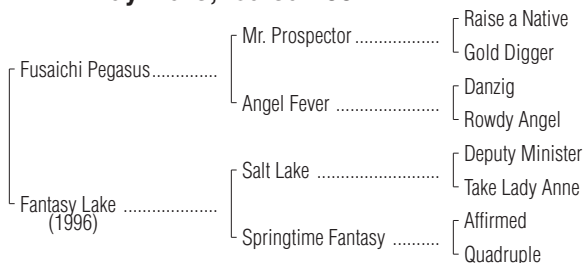 Raise a Native
Mr. Prospector ...................
Gold Digger
Fusaichi Pegasus..............
Danzig
Angel Fever .......................
Rowdy Angel
Deputy Minister
Salt Lake ...........................
Take Lady Anne
Fantasy Lake ....................
(1996)
Affirmed
Springtime Fantasy ..........
Quadruple